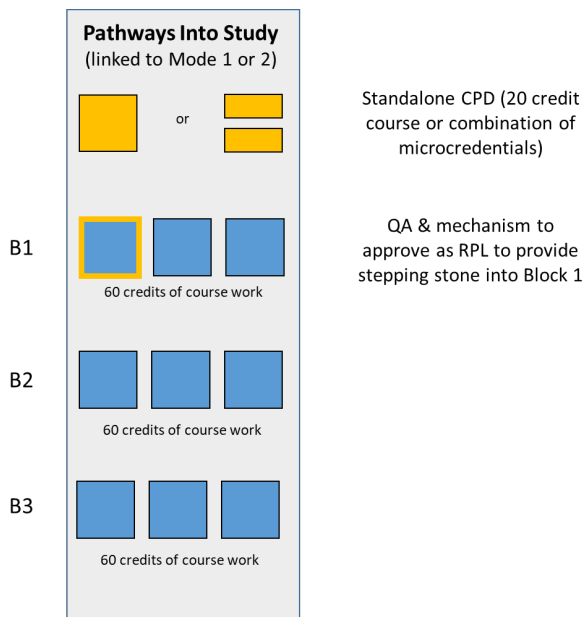 Pathways Into Study
(linked to Mode 1 or 2)
or
Standalone CPD (20 credit
course or combination of
microcredentials)
B1
60 credits of course work
QA & mechanism to
approve as RPL to provide
stepping stone into Block 1
B2
60 credits of course work
B3
60 credits of course work